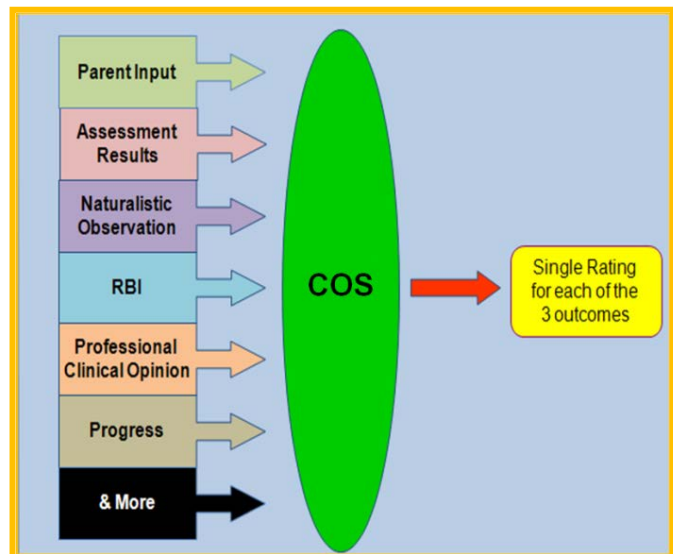 Parent Input
Assessment
Results
Naturalistic
Observation
RBI
Professional
Clinical Opinion
Progress
& More
COS
Single Rating
for each of the
3 outcomes